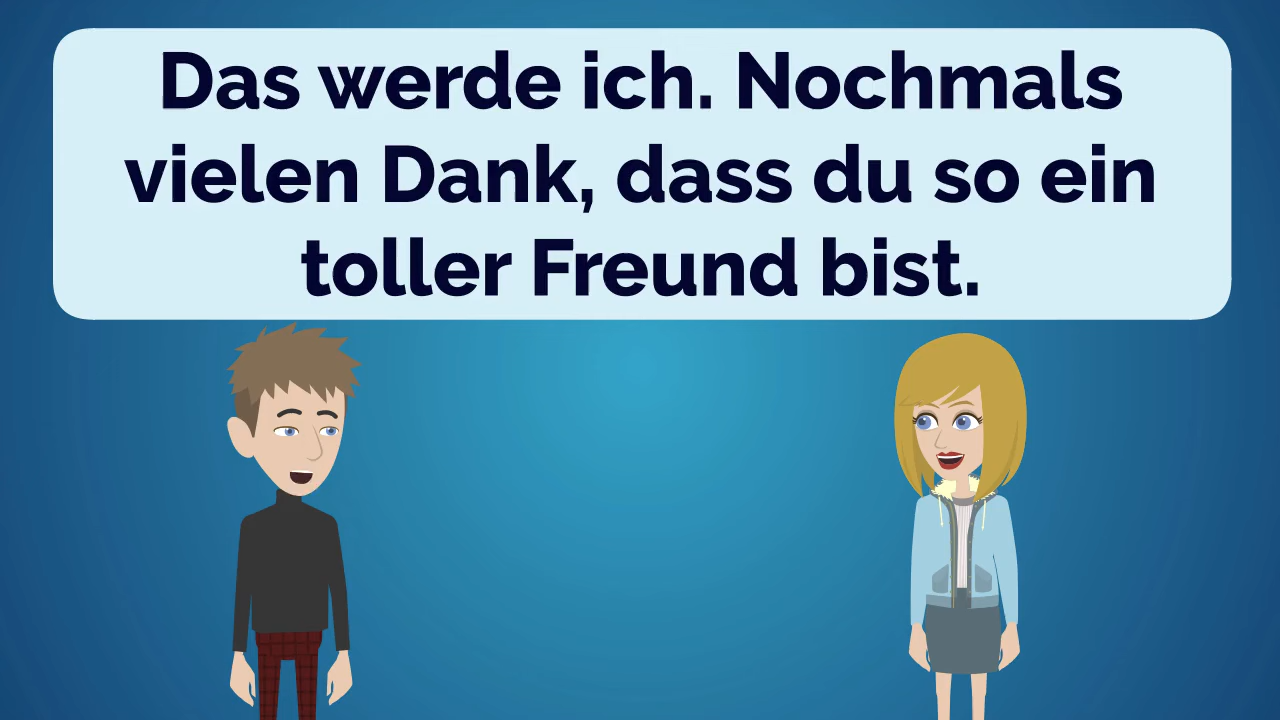 Das werde ich. Nochmals
vielen Dank, dass du so ein
toller Freund bist.